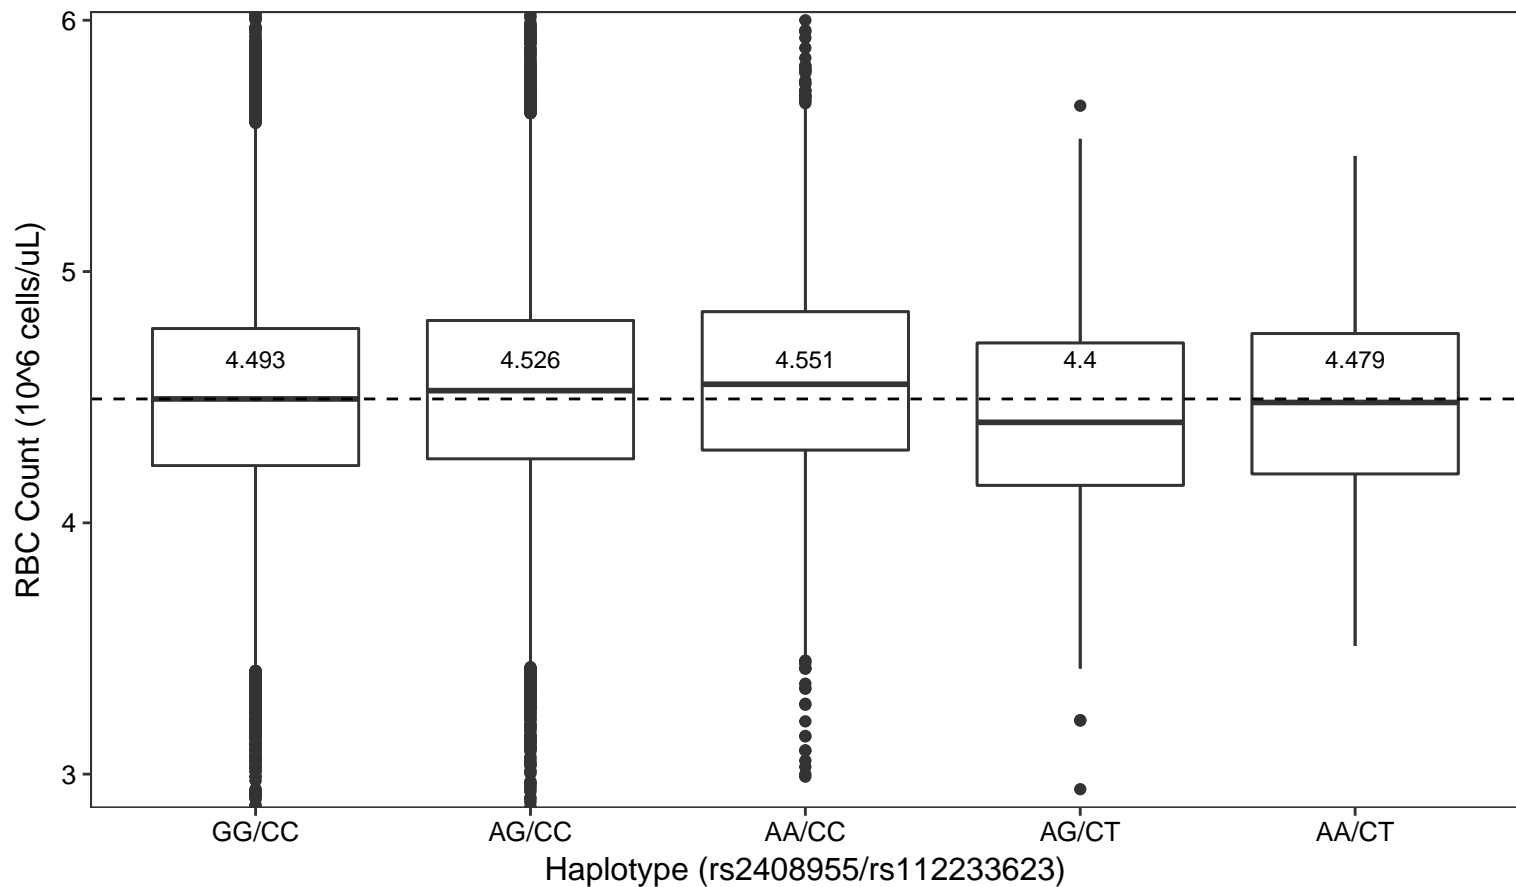 RBC Count (10^6 cells/uL)
6
5
4
3
4.493
4.526
4.551
4.4
4.479
GG/CC
AG/CC
AA/CC
AG/CT
AA/CT
Haplotype (rs2408955/rs112233623)